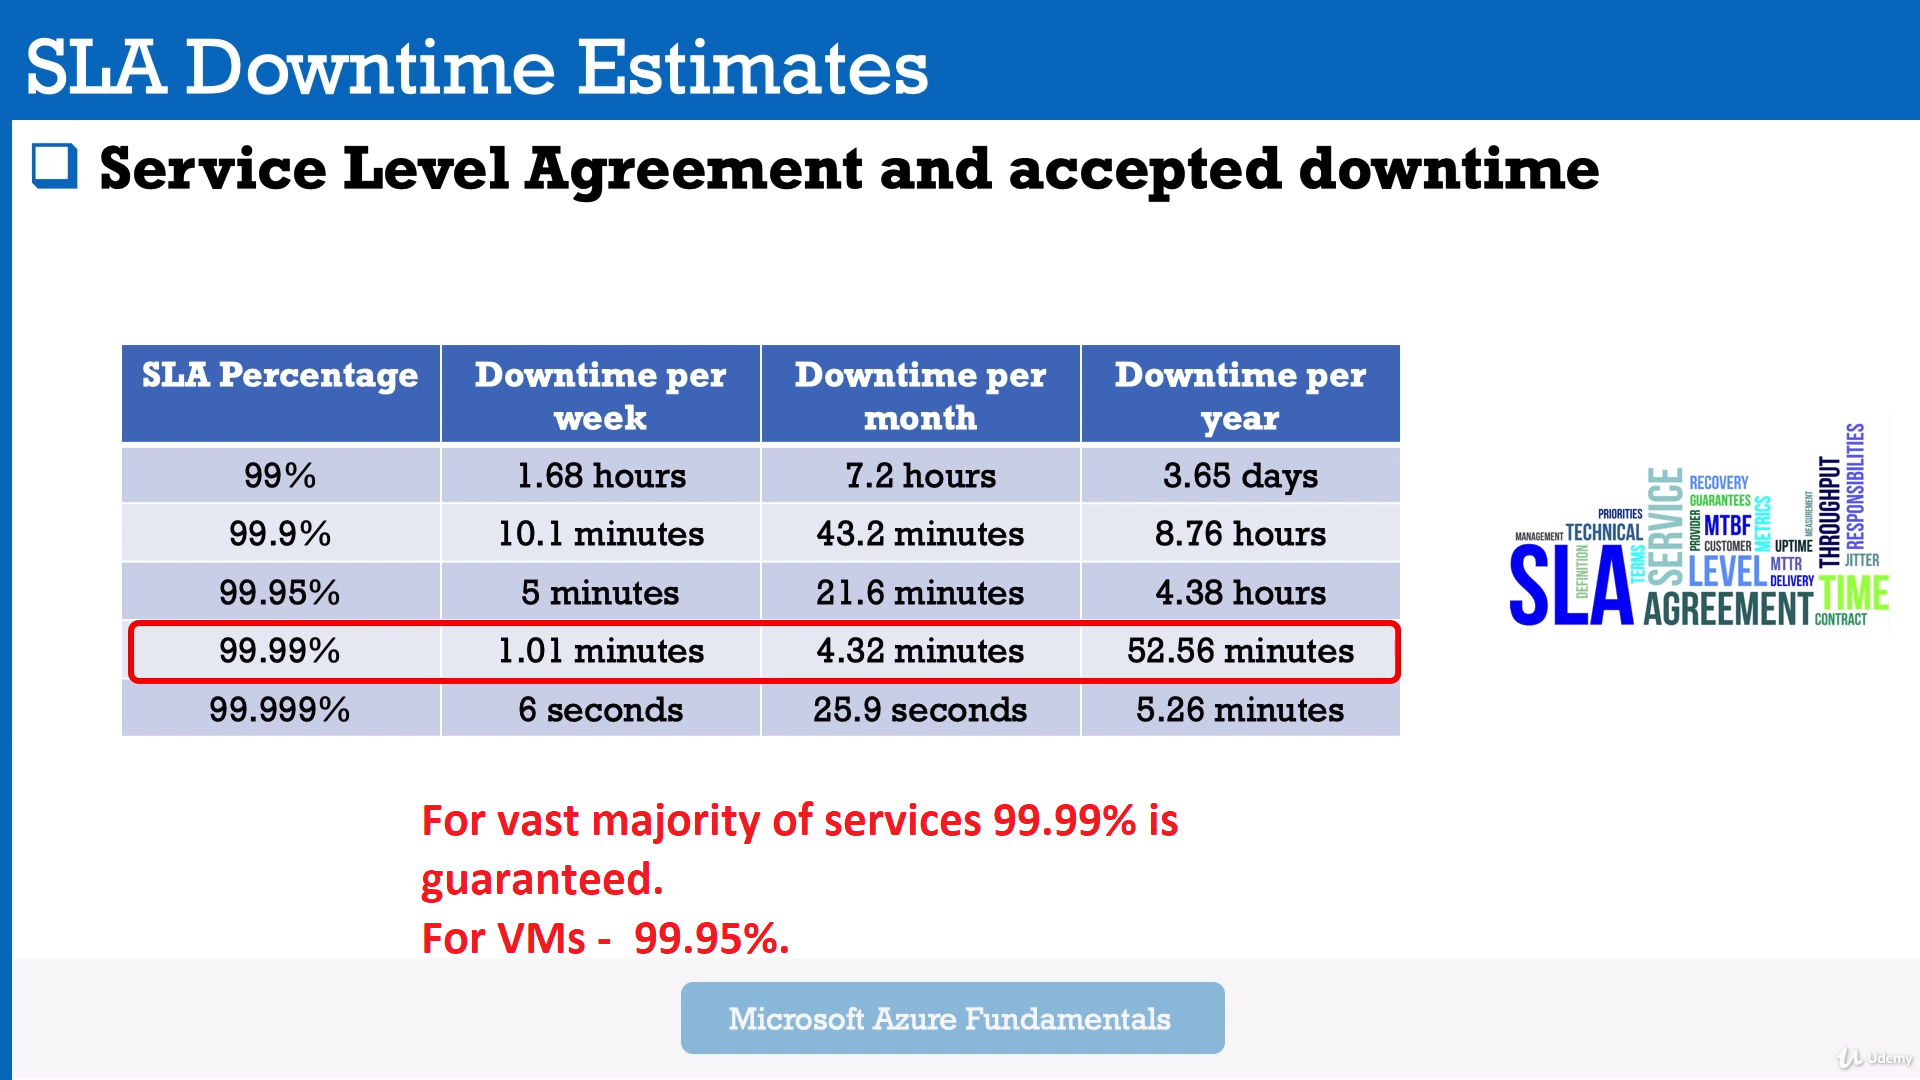 SLA Downtime Estimates
Service Level Agreement and accepted downtime
SLA Percentage
Downtime per
week
Downtime per
month
Downtime per
year
99%
1.68 hours
7.2 hours
3.65 days
99.9%
10.1 minutes
43.2 minutes
8.76 hours
99.95%
5 minutes
21.6 minutes
4.38 hours
99.99%
1.01 minutes
4.32 minutes
52.56 minutes
99.999%
6 seconds
25.9 seconds
5.26 minutes
MANAGEMENT
PRIORITIES
TECHNICAL
SLA
DEFINITION
TERMS
SERVICE
RECOVERY
GUARANTEES
PROVIDER
MTBF
METRICS
CUSTOMER
LEVEL
AGREEMENT
UPTIME
MTTR
DELIVERY
MEASUREMENT
THROUGHPUT
RESPONSIBILITIES
JITTER
TIME
CONTRACT
For vast majority of services 99.99% is
guaranteed.
For VMs -  99.95%.
Microsoft Azure Fundamentals
Udemy